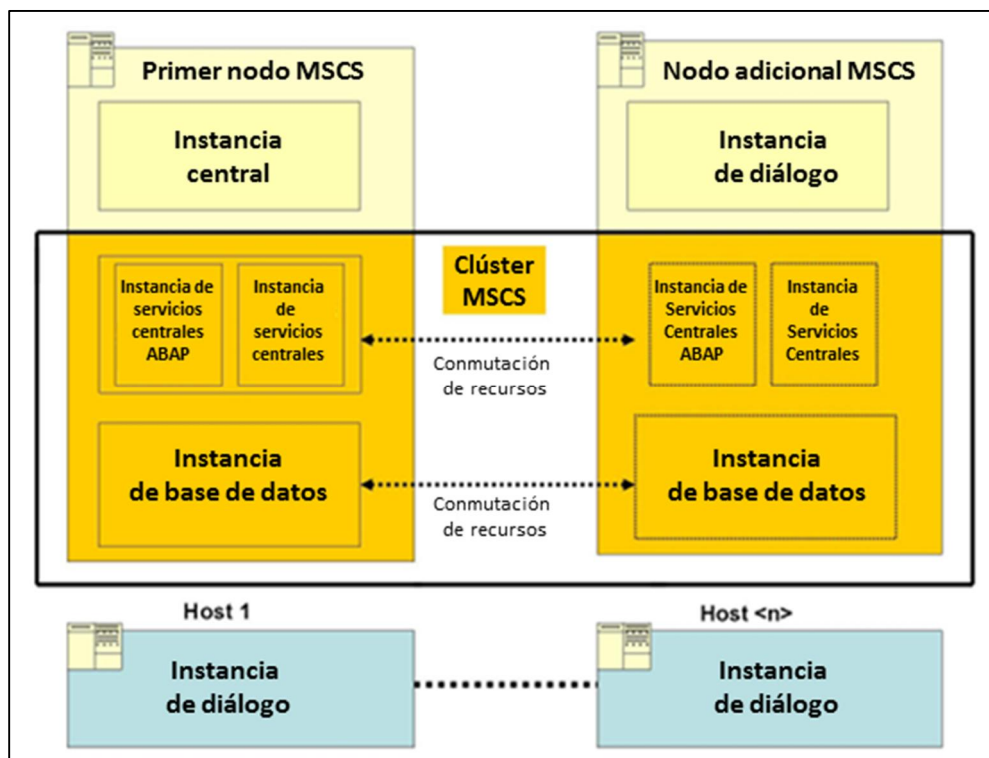 Primer nodo MSCS
Nodo adicional MSCS
Instancia
central
Instancia
de diálogo
Clúster
MSCS
Instancia de
servicios
centrales
ABAP
Instancia
de
servicios
centrales
Instancia de
Servicios
Centrales
ABAP
Instancia
de
Servicios
Centrales
Conmutación
de recursos
Instancia
de base de datos
Conmutación
de recursos
Instancia
de base de datos
Host 1
Host <n>
Instancia
de diálogo
Instancia
de diálogo